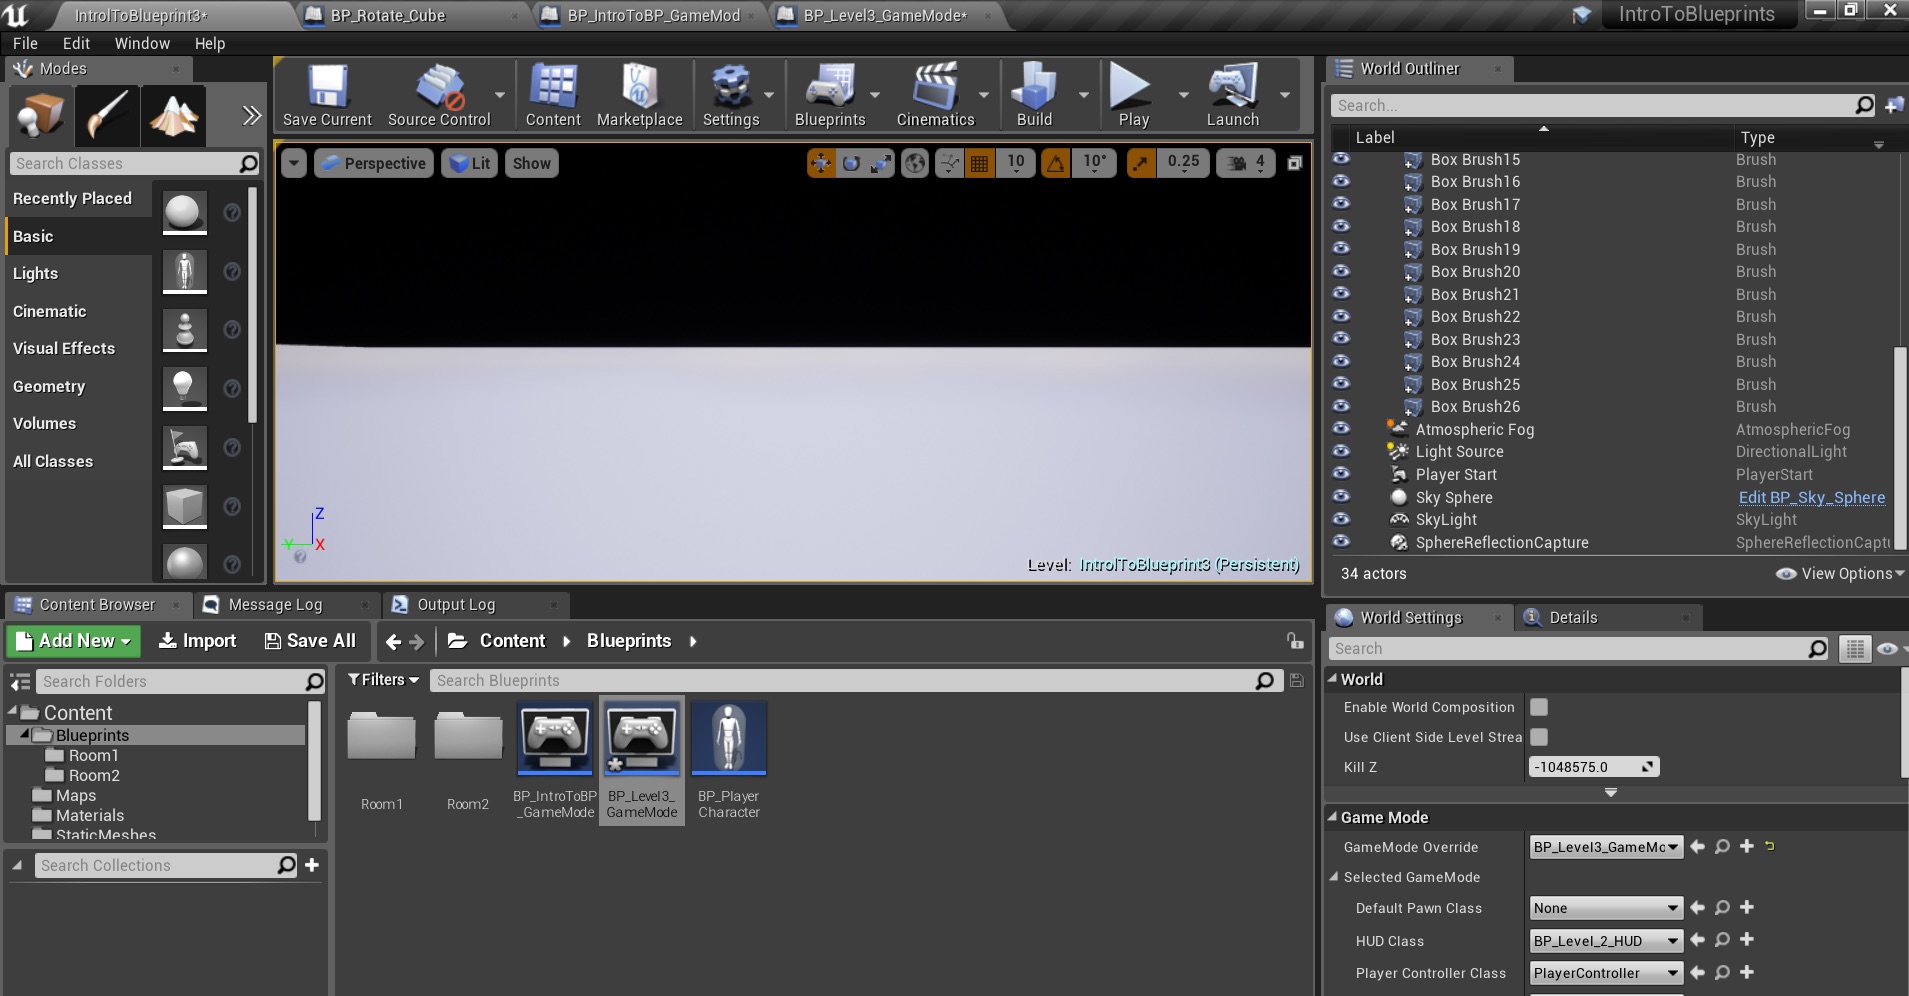 IntrolToBlueprint3*
BP_Rotate_Cube
BP_IntroToBP_GameMod
BP_Level3_GameMode*
IntroToBlueprints
File Edit Window Help
Modes
Search Classes
Recently Placed
Basic
Lights
Cinematic
Visual Effects
Geometry
Volumes
All Classes
Save Current
Source Control
Content
Marketplace
Settings
Blueprints
Cinematics
Build
Play
Launch
Perspective
Lit
Show
10
10°
0.25
4
Z
Y
X
Level: IntrolToBlueprint3 (Persistent)
World Outliner
Search...
Label Type
Box Brush15 Brush
Box Brush16 Brush
Box Brush17 Brush
Box Brush18 Brush
Box Brush19 Brush
Box Brush20 Brush
Box Brush21 Brush
Box Brush22 Brush
Box Brush23 Brush
Box Brush24 Brush
Box Brush25 Brush
Box Brush26 Brush
Atmospheric Fog AtmosphericFog
Light Source DirectionalLight
Player Start PlayerStart
Sky Sphere Edit BP_Sky_Sphere
SkyLight SkyLight
SphereReflectionCapture SphereReflectionCaptu
34 actors View Options
Content Browser
Message Log
Output Log
Add New Import Save All Content Blueprints
Search Folders
Content
Blueprints
Room1
Room2
Maps
Materials
StaticMeshes
Search Collections
Filters
Search Blueprints
Room1
Room2
BP_IntroToBP
_GameMode
BP_Level3_
GameMode
BP_Player
Character
World Settings
Details
Search
World
Enable World Composition
Use Client Side Level Strea
Kill Z -1048575.0
Game Mode
GameMode Override BP_Level3_GameMo
Selected GameMode
Default Pawn Class None
HUD Class BP_Level_2_HUD
Player Controller Class PlayerController